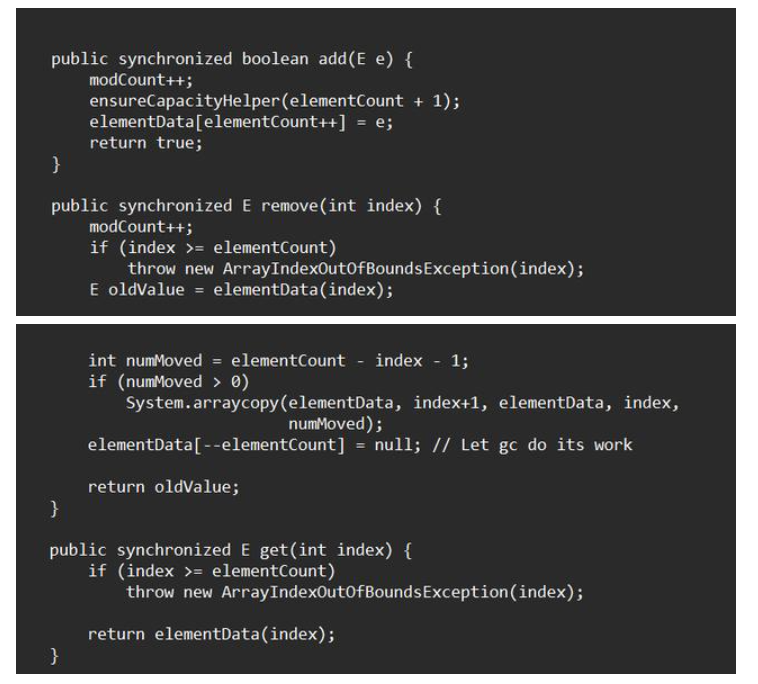 public synchronized boolean add(E e) {
    modCount++;
    ensureCapacityHelper(elementCount + 1);
    elementData[elementCount++] = e;
    return true;
}
public synchronized E remove(int index) {
    modCount++;
    if (index >= elementCount)
        throw new ArrayIndexOutOfBoundsException(index);
    E oldValue = elementData(index);
    int numMoved = elementCount - index - 1;
    if (numMoved > 0)
        System.arraycopy(elementData, index+1, elementData, index,
                         numMoved);
    elementData[--elementCount] = null; // Let gc do its work
    return oldValue;
}
public synchronized E get(int index) {
    if (index >= elementCount)
        throw new ArrayIndexOutOfBoundsException(index);
    return elementData(index);
}